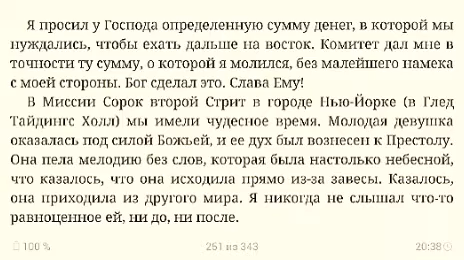 Я просил у Господа определенную сумму денег, в которой мы
нуждались, чтобы ехать дальше на восток. Комитет дал мне в
точности ту сумму, о которой я молился, без малейшего намека
с моей стороны. Бог сделал это. Слава Ему!
В Миссии Сорок второй Стрит в городе Нью-Йорке (в Глед
Тайдингс Холл) мы имели чудесное время. Молодая девушка
оказалась под силой Божьей, и ее дух был вознесен к Престолу.
Она пела мелодию без слов, которая была настолько небесной,
что казалось, что она исходила прямо из-за завесы. Казалось,
она приходила из другого мира. Я никогда не слышал что-то
равноценное ей, ни до, ни после.
100 % 251 из 343 20:38